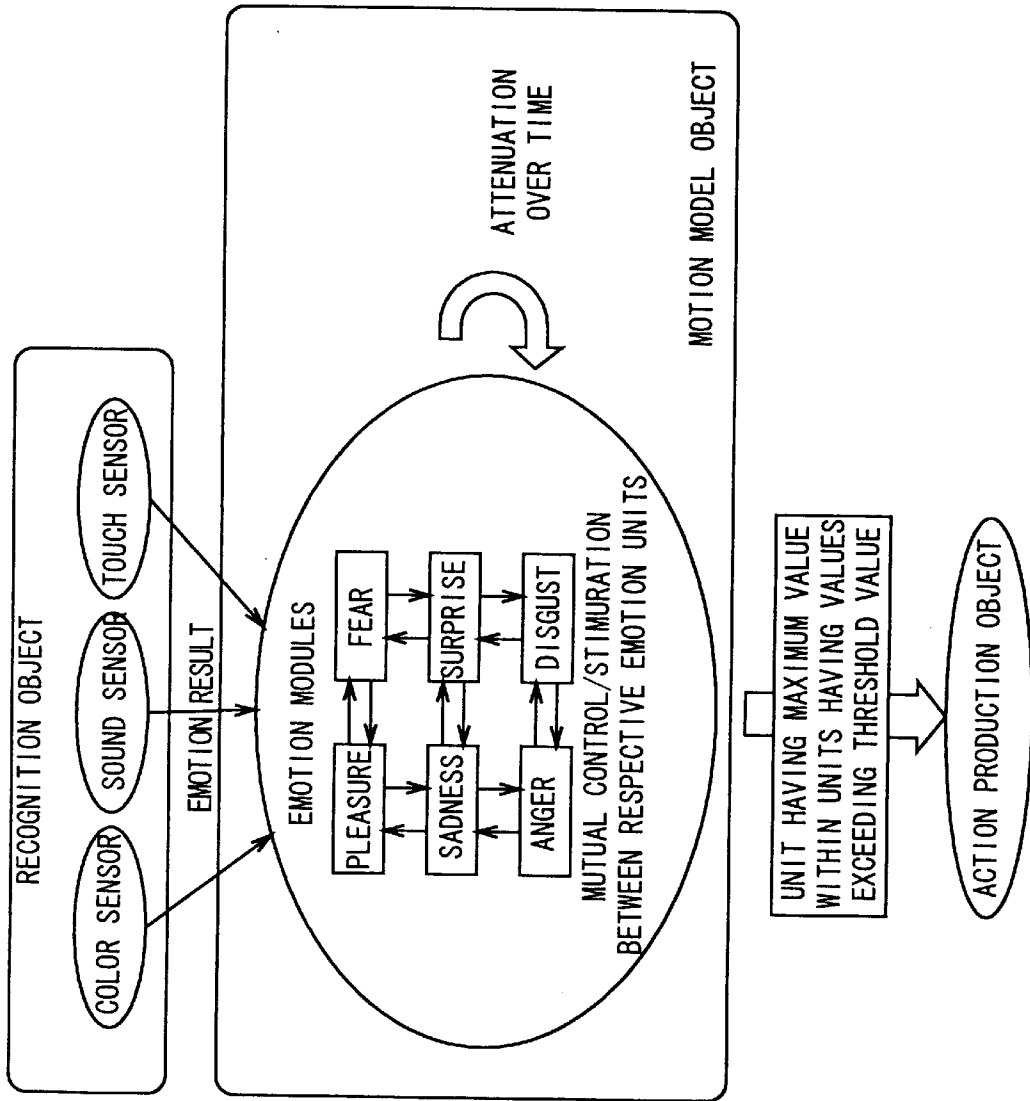 RECOGNITION OBJECT
COLOR SENSOR
SOUND SENSOR
TOUCH SENSOR
EMOTION RESULT
EMOTION MODULES
PLEASURE
FEAR
SADNESS
SURPRISE
ANGER
DISGUST
MUTUAL CONTROL/STIMURATION
BETWEEN RESPECTIVE EMOTION UNITS
ATTENUATION
OVER TIME
MOTION MODEL OBJECT
UNIT HAVING MAXIMUM VALUE
WITHIN UNITS HAVING VALUES
EXCEEDING THRESHOLD VALUE
ACTION PRODUCTION OBJECT